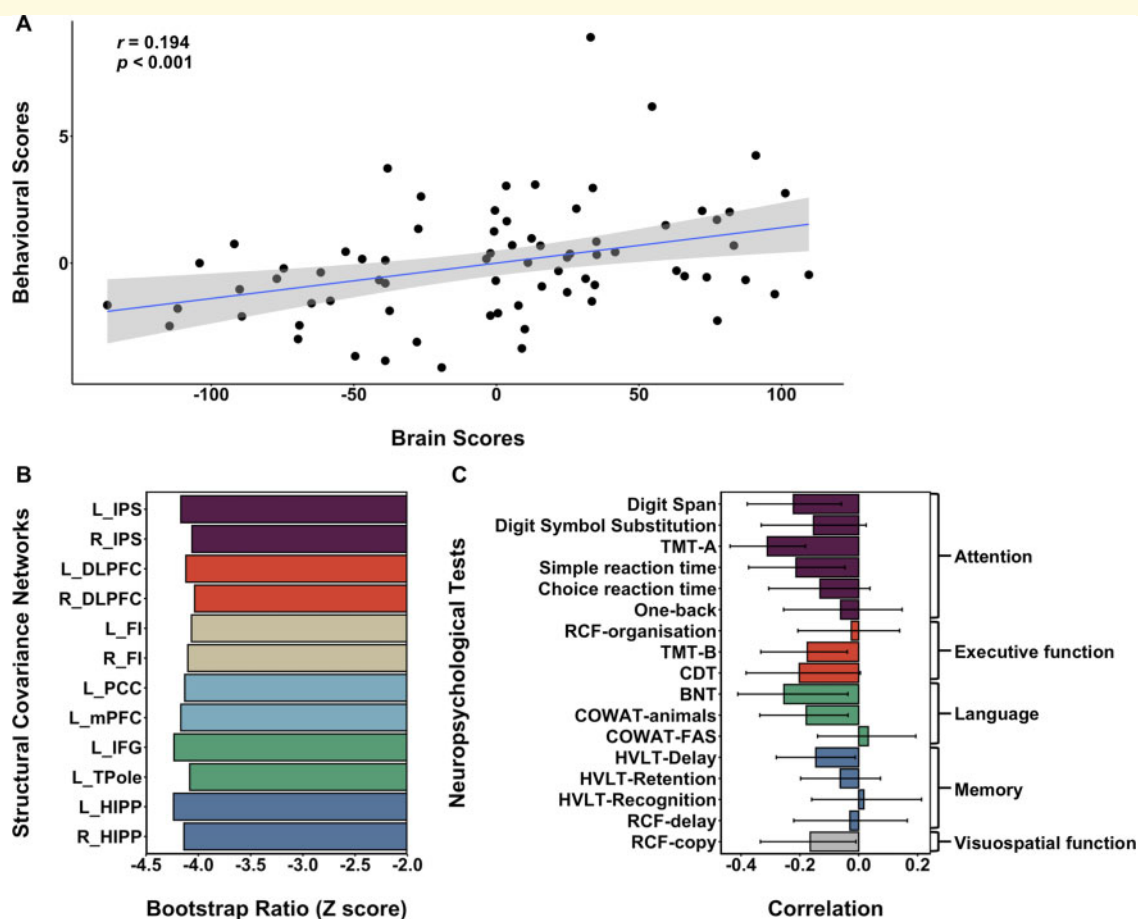 A
r = 0.194
p < 0.001
Behavioural Scores
5
0
-100
-50
0
50
100
Brain Scores
B
Structural Covariance Networks
L_IPS
R_IPS
L_DLPFC
R_DLPFC
L_FI
R_FI
L_PCC
L_mPFC
L_IFG
L_TPole
L_HIPP
R_HIPP
-4.5
-4.0
-3.5
-3.0
-2.5
-2.0
Bootstrap Ratio (Z score)
C
Neuropsychological Tests
Digit Span
Digit Symbol Substitution
TMT-A
Simple reaction time
Choice reaction time
One-back
RCF-organisation
TMT-B
CDT
BNT
COWAT-animals
COWAT-FAS
HVLT-Delay
HVLT-Retention
HVLT-Recognition
RCF-delay
RCF-copy
Attention
Executive function
Language
Memory
Visuospatial function
-0.4
-0.2
0.0
0.2
Correlation